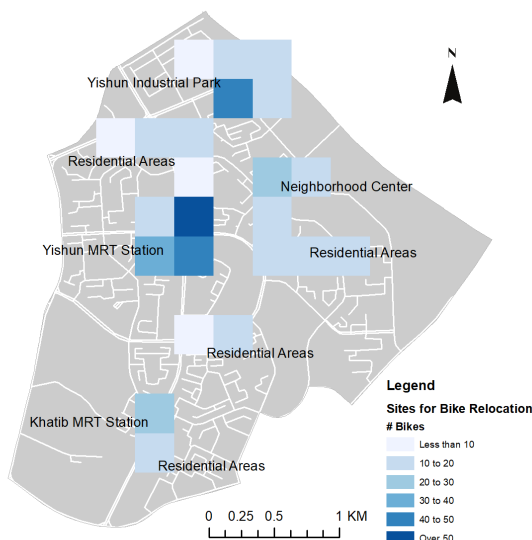 N
Yishun Industrial Park
Residential Areas
Neighborhood Center
Yishun MRT Station
Residential Areas
Residential Areas
Khatib MRT Station
Residential Areas
Legend
Sites for Bike Relocation
# Bikes
Less than 10
10 to 20
20 to 30
30 to 40
40 to 50
Over 50
0 0.25 0.5 1 KM